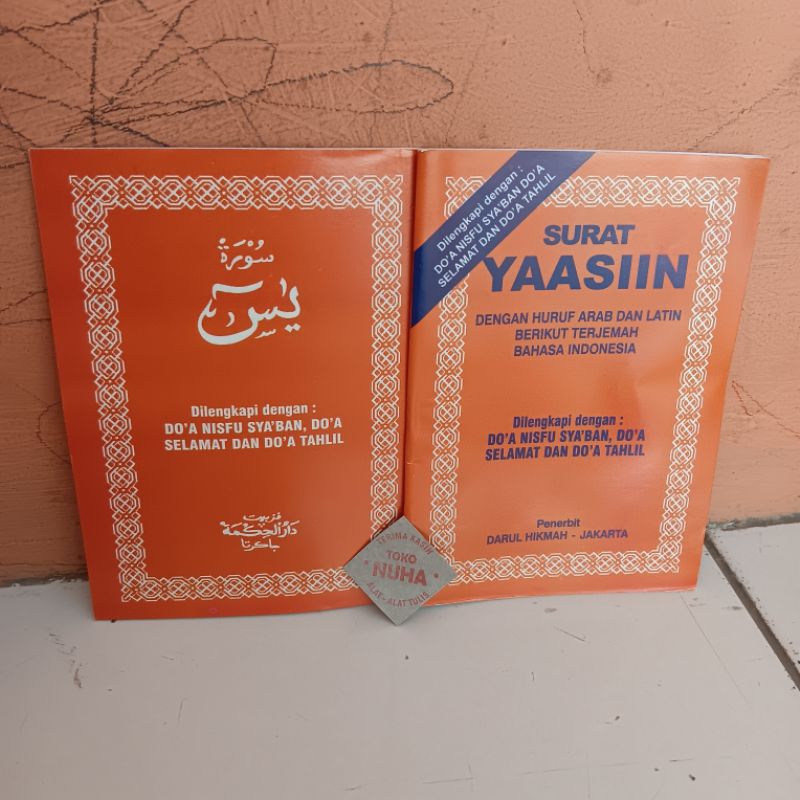 سورة
يس
Dilengkapi dengan :
DO'A NISFU SYA'BAN, DO'A
SELAMAT DAN DO'A TAHLIL
فنربيت
دار الحكمة
جاكرتا
Dilengkapi dengan :
DO'A NISFU SYA'BAN DO'A
SELAMAT DAN DO'A TAHLIL
SURAT
YAASIIN
DENGAN HURUF ARAB DAN LATIN
BERIKUT TERJEMAH
BAHASA INDONESIA
Dilengkapi dengan :
DO'A NISFU SYA'BAN, DO'A
SELAMAT DAN DO'A TAHLIL
Penerbit
DARUL HIKMAH - JAKARTA
TERIMA KASIH
TOKO
NUHA
ALAT - ALAT TULIS